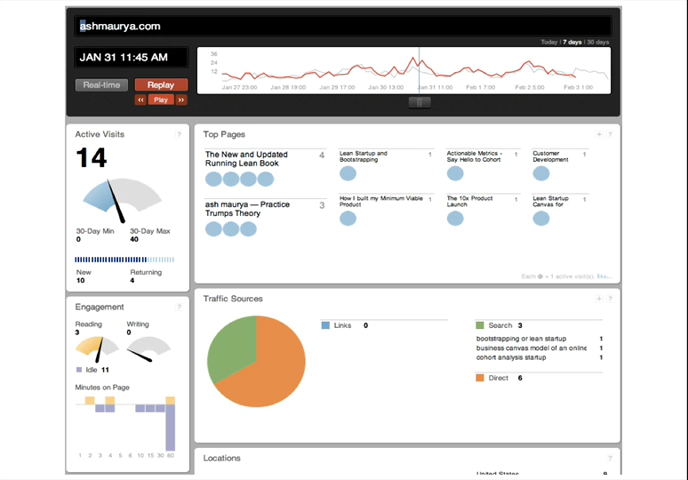 ashmaurya.com
Today | 7 days | 30 days
JAN 31 11:45 AM
36
24
12
Real-time Replay
Play
Jan 27 23:00 Jan 28 19:00 Jan 29 17:00 Jan 30 13:00 Jan 31 11:00 Feb 1 7:00 Feb 2 5:00 Feb 3 1:00
Active Visits ?
14
30-Day Min 30-Day Max
0 40
New Returning
10 4
Top Pages + ?
The New and Updated
Running Lean Book
4
Lean Startup and
Bootstrapping
1
Actionable Metrics -
Say Hello to Cohort
1
Customer
Development
1
ash maurya — Practice
Trumps Theory
3
How I built my Minimum Viable
Product
1
The 10x Product
Launch
1
Lean Startup
Canvas for
1
Each = 1 active visit(s).
Engagement ?
Reading Writing
3 0
Idle 11
Minutes on Page
1 2 3 4 5 6 10 15 30 60
Traffic Sources + ?
Links 0
Search 3
bootstrapping or lean startup 1
business canvas model of an online 1
cohort analysis startup 1
Direct 6
Locations ?
United States 9